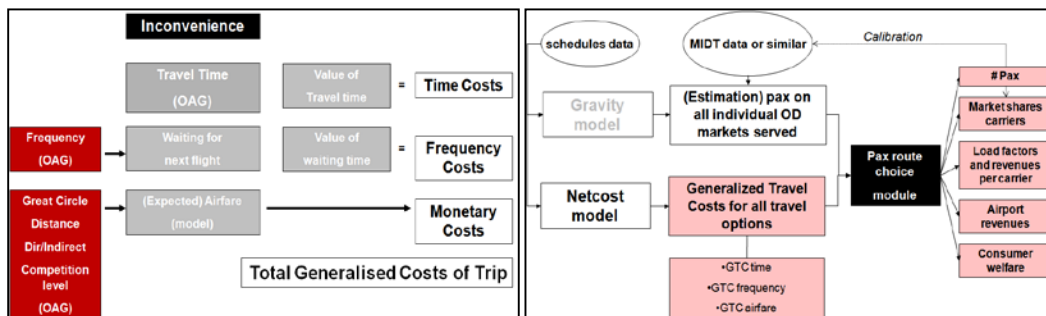 Inconvenience
Travel Time
(OAG)
Value of
Travel time
=
Time Costs
Frequency
(OAG)
Waiting for
next flight
Value of
waiting time
=
Frequency
Costs
Great Circle
Distance
Dir/Indirect
Competition
level
(OAG)
(Expected) Airfare
(model)
Monetary
Costs
Total Generalised Costs of Trip
schedules data
MIDT data or similar
Calibration
Gravity
model
(Estimation) pax on
all individual OD
markets served
Netcost
model
Generalized Travel
Costs for all travel
options
•GTC time
•GTC frequency
•GTC airfare
Pax route
choice
module
# Pax
Market shares
carriers
Load factors
and revenues
per carrier
Airport
revenues
Consumer
welfare